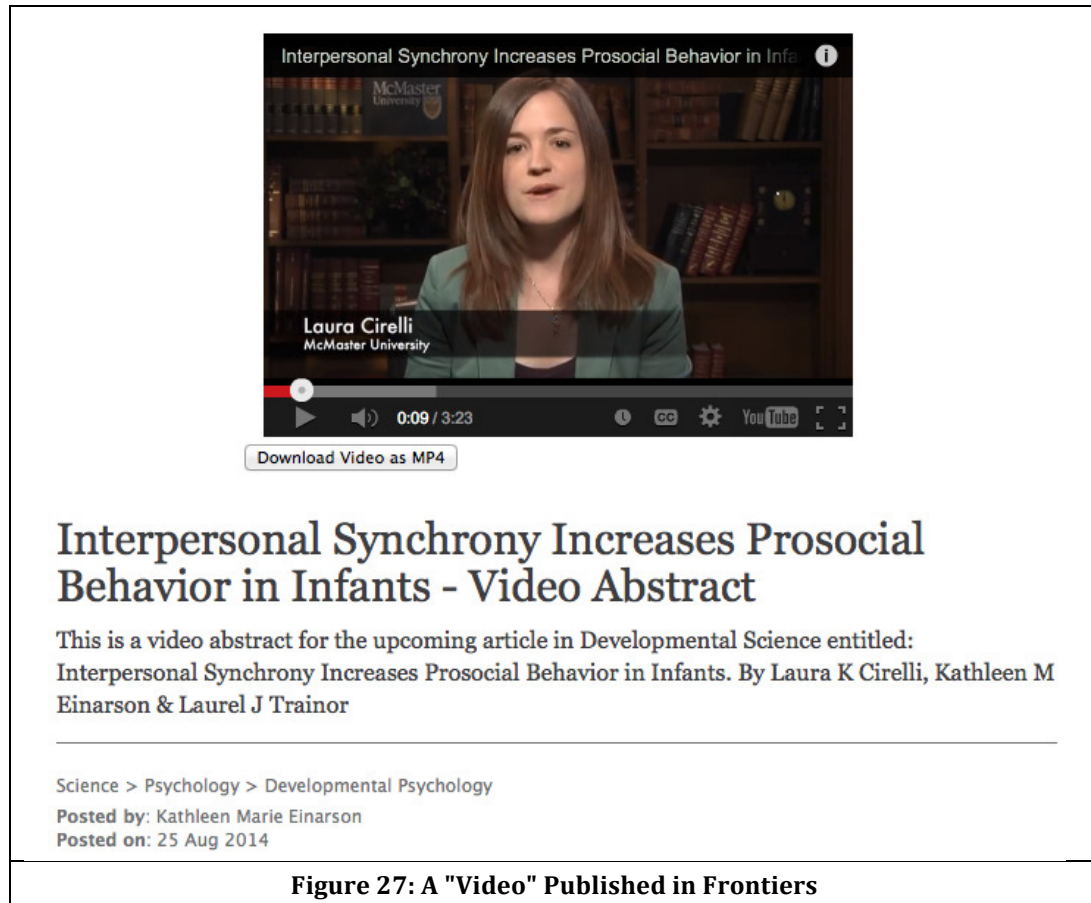 Interpersonal Synchrony Increases Prosocial Behavior in Infa
McMaster
University
Laura Cirelli
McMaster University
0:09 / 3:23
CC
YouTube
Download Video as MP4
Interpersonal Synchrony Increases Prosocial
Behavior in Infants - Video Abstract
This is a video abstract for the upcoming article in Developmental Science entitled:
Interpersonal Synchrony Increases Prosocial Behavior in Infants. By Laura K Cirelli, Kathleen M
Einarson & Laurel J Trainor
Science > Psychology > Developmental Psychology
Posted by: Kathleen Marie Einarson
Posted on: 25 Aug 2014
Figure 27: A "Video" Published in Frontiers